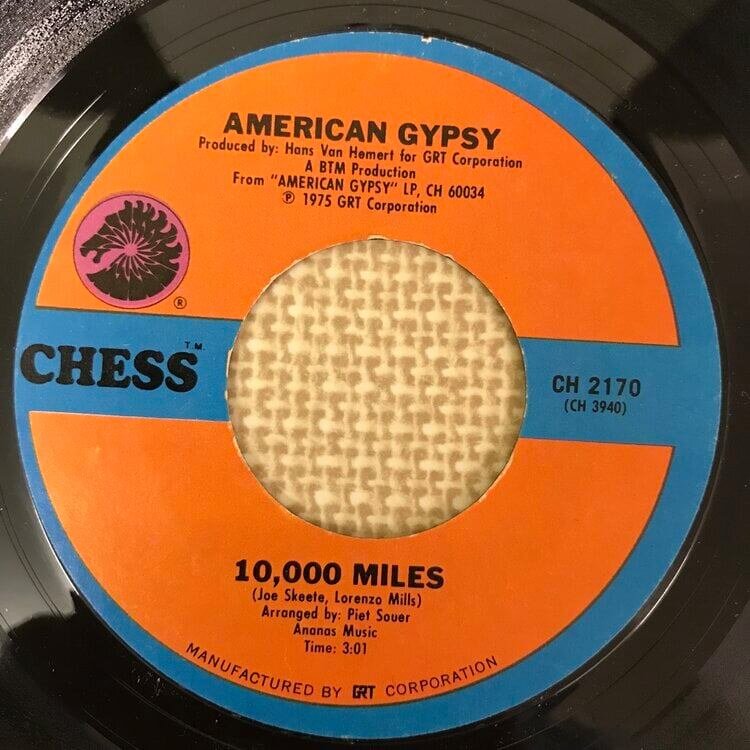 AMERICAN GYPSY
Produced by: Hans Van Hemert for GRT Corporation
A BTM Production
From "AMERICAN GYPSY" LP, CH 60034
℗ 1975 GRT Corporation
®
T.M.
CHESS
CH 2170
(CH 3940)
10,000 MILES
(Joe Skeete, Lorenzo Mills)
Arranged by: Piet Souer
Ananas Music
Time: 3:01
MANUFACTURED BY GRT CORPORATION